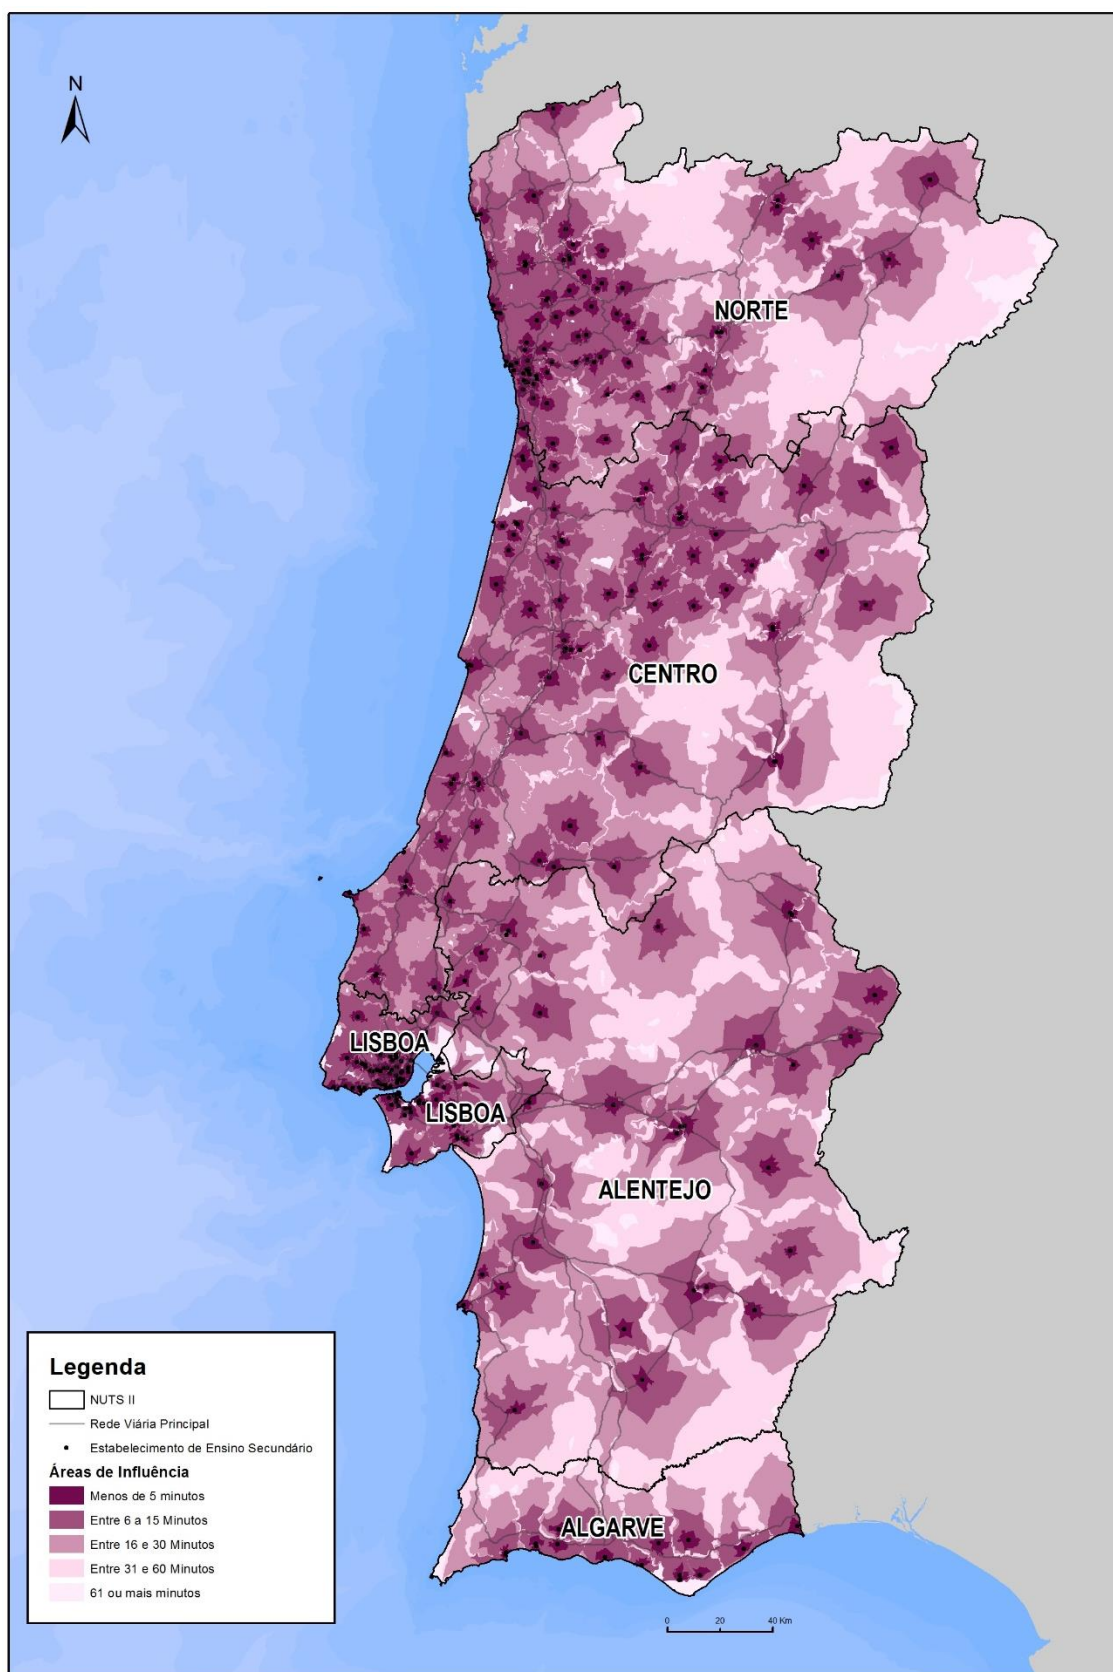 N
NORTE
CENTRO
LISBOA
LISBOA
ALENTEJO
ALGARVE
Legenda
NUTS II
Rede Viária Principal
Estabelecimento de Ensino Secundário
Áreas de Influência
Menos de 5 minutos
Entre 6 a 15 Minutos
Entre 16 e 30 Minutos
Entre 31 e 60 Minutos
61 ou mais minutos
0 20 40 Km